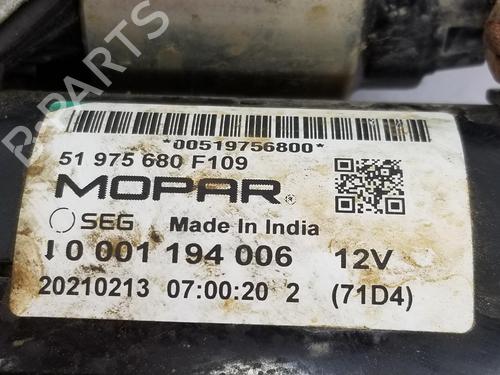 B-PARTS
*00519756800*
51 975 680 F109
MOPAR®
SEG Made In India
0 001 194 006 12V
20210213 07:00:20 2 (71D4)